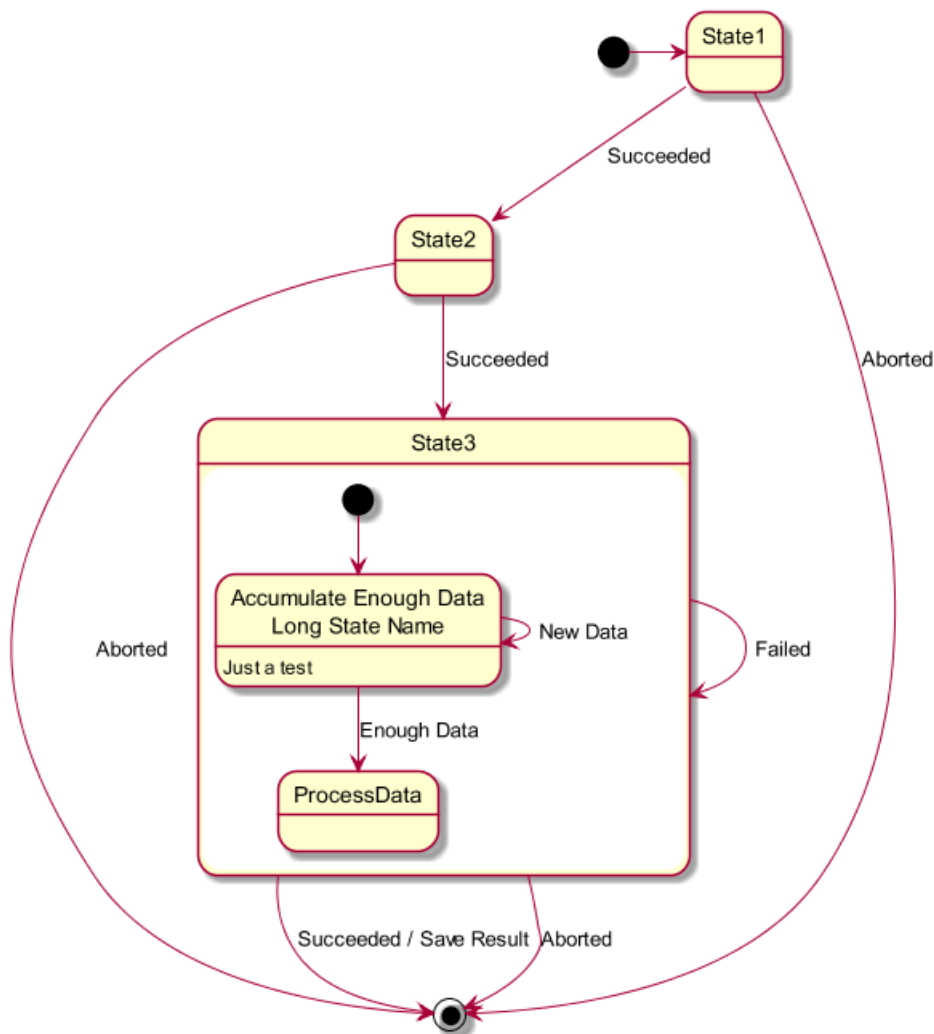 State1
Succeeded
State2
Succeeded
Aborted
State3
Accumulate Enough Data
Long State Name
New Data
Just a test
Aborted
Failed
Enough Data
ProcessData
Succeeded / Save Result
Aborted